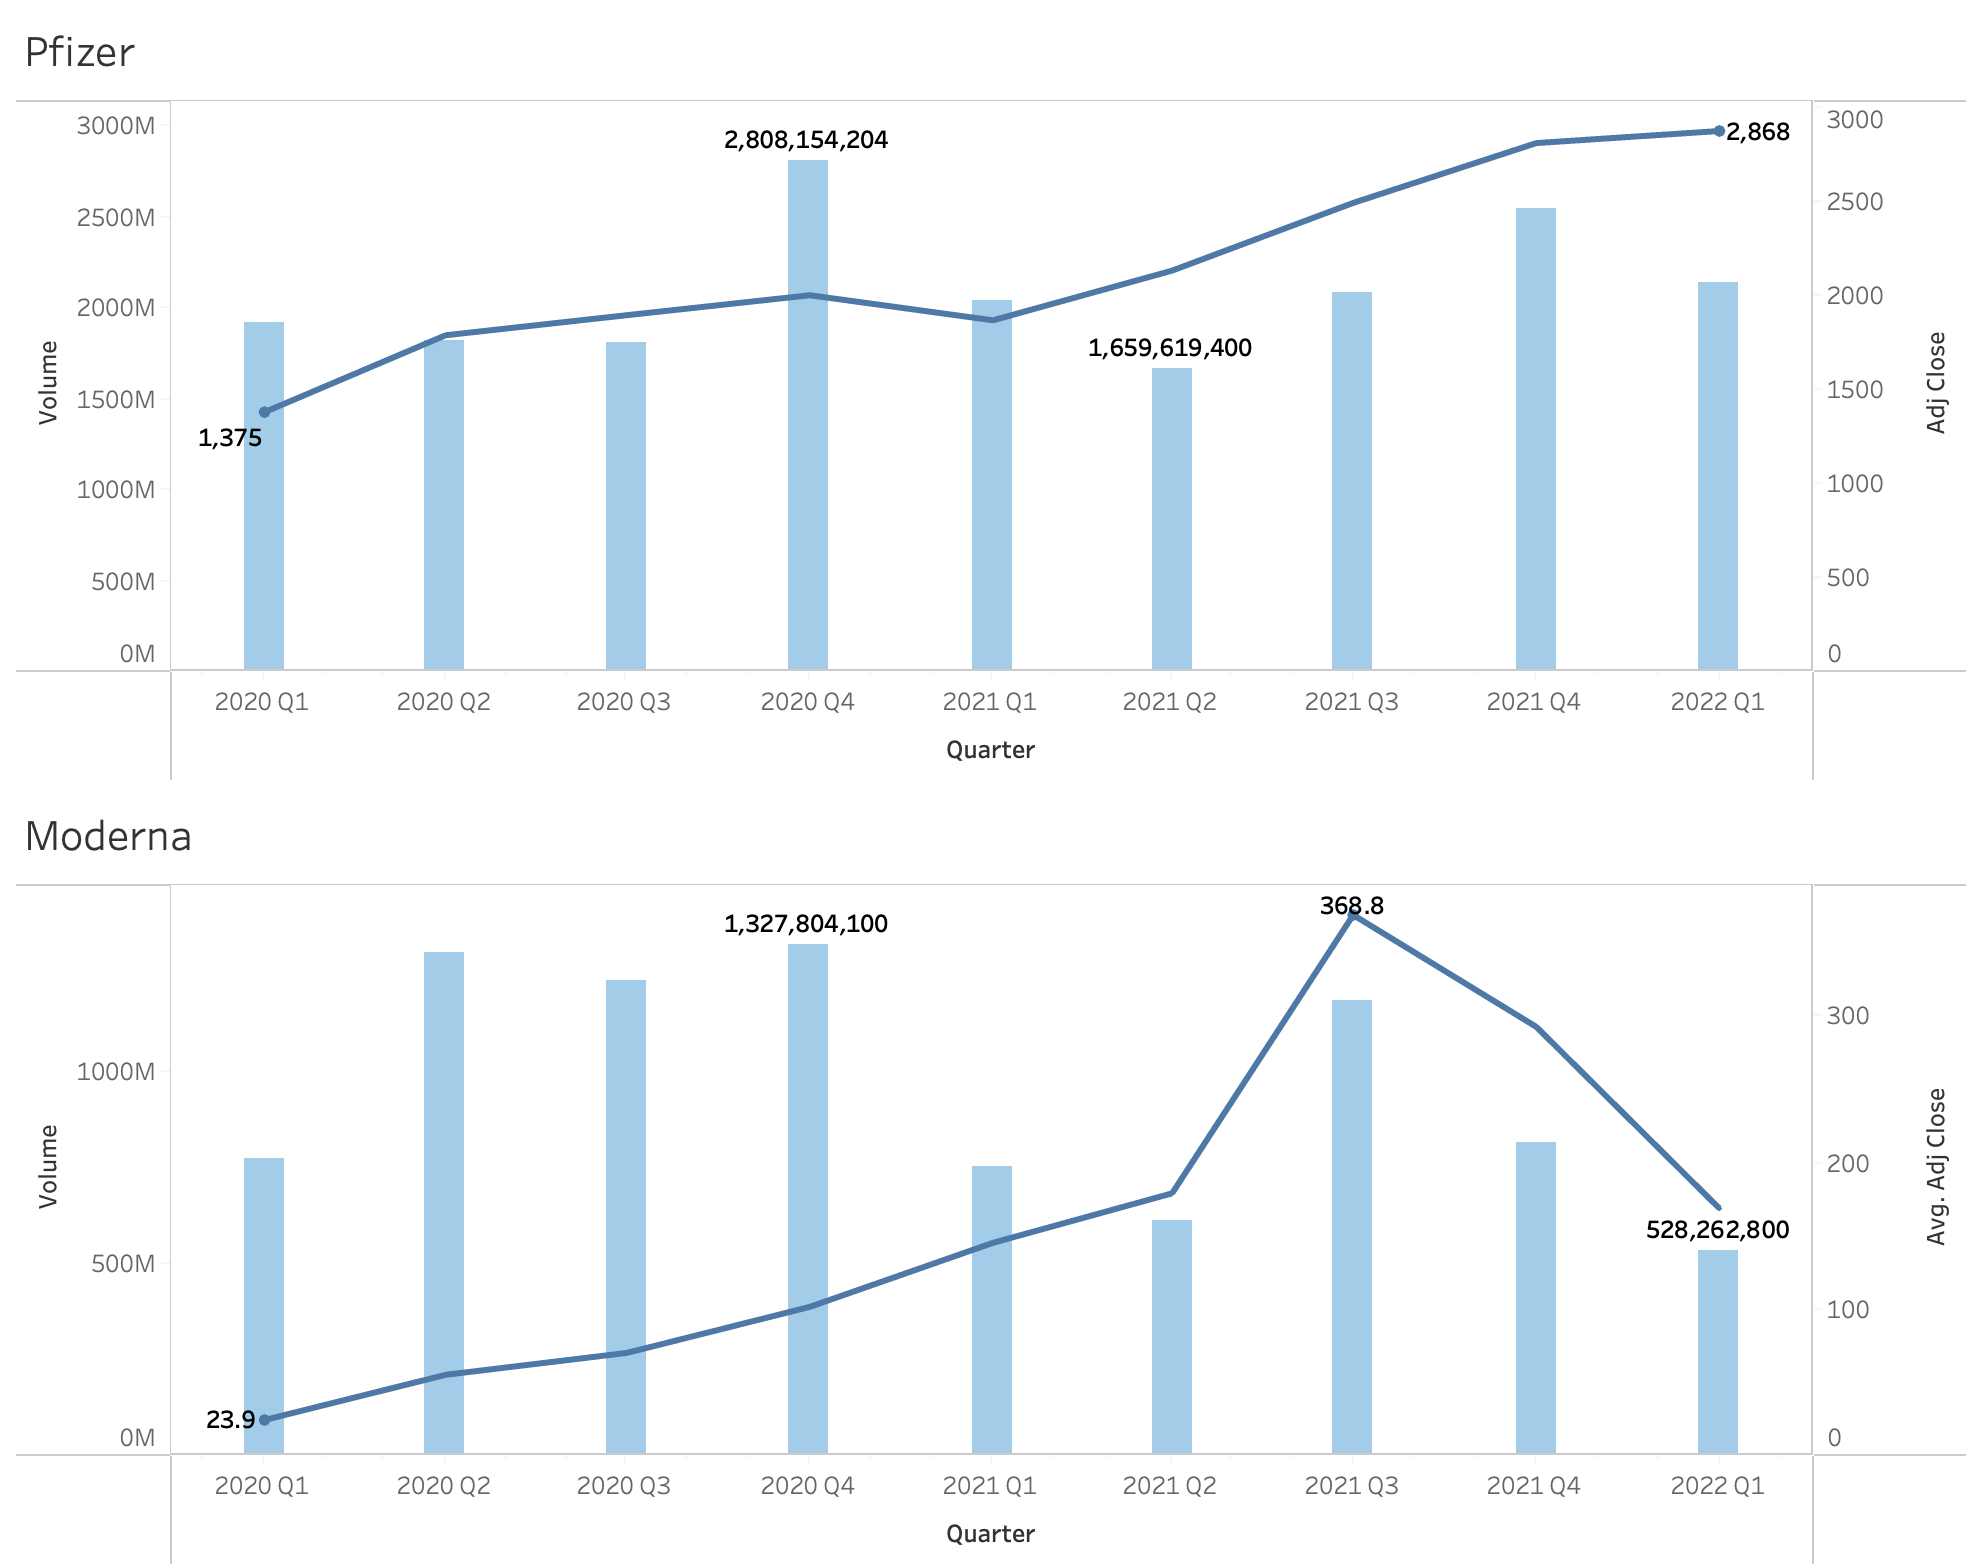 Pfizer
3000M
2500M
2000M
1500M
1000M
500M
0M
Volume
2,808,154,204
1,659,619,400
1,375
2,868
3000
2500
2000
1500
1000
500
0
Adj Close
2020 Q1 2020 Q2 2020 Q3 2020 Q4 2021 Q1 2021 Q2 2021 Q3 2021 Q4 2022 Q1
Quarter
Moderna
1000M
500M
0M
Volume
1,327,804,100
368.8
528,262,800
23.9
300
200
100
0
Avg. Adj Close
2020 Q1 2020 Q2 2020 Q3 2020 Q4 2021 Q1 2021 Q2 2021 Q3 2021 Q4 2022 Q1
Quarter